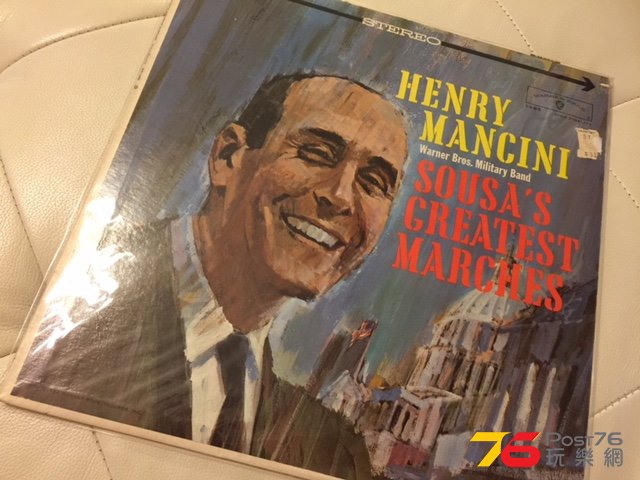 STEREO
HENRY
MANCINI
Warner Bros. Military Band
SOUSA'S
GREATEST
MARCHES
76 Post76
玩樂網